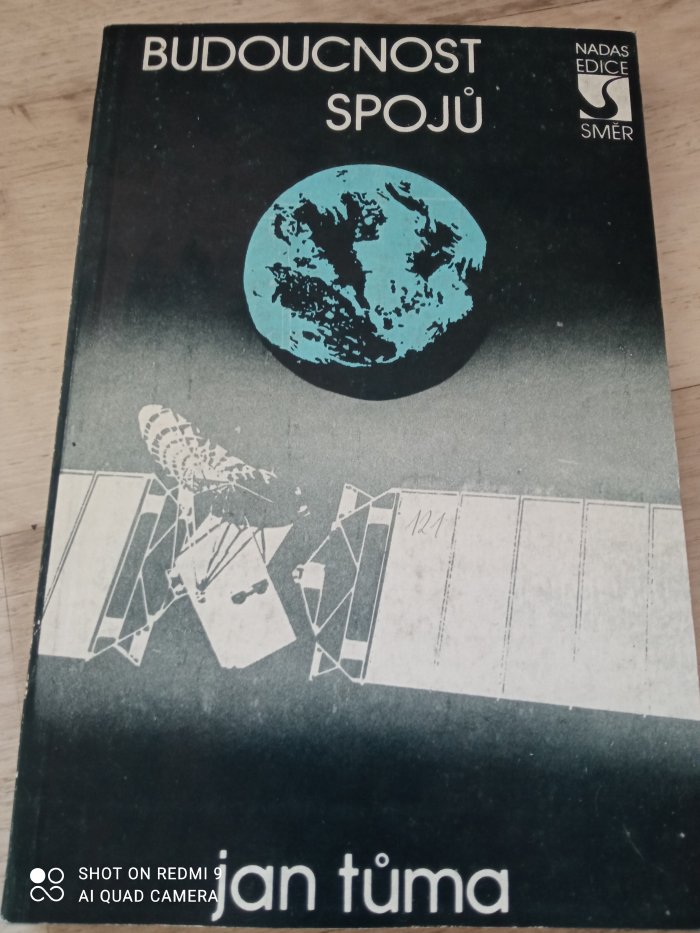 BUDOUCNOST
SPOJŮ
NADAS
EDICE
SMĚR
121
jan tůma
SHOT ON REDMI 9
AI QUAD CAMERA